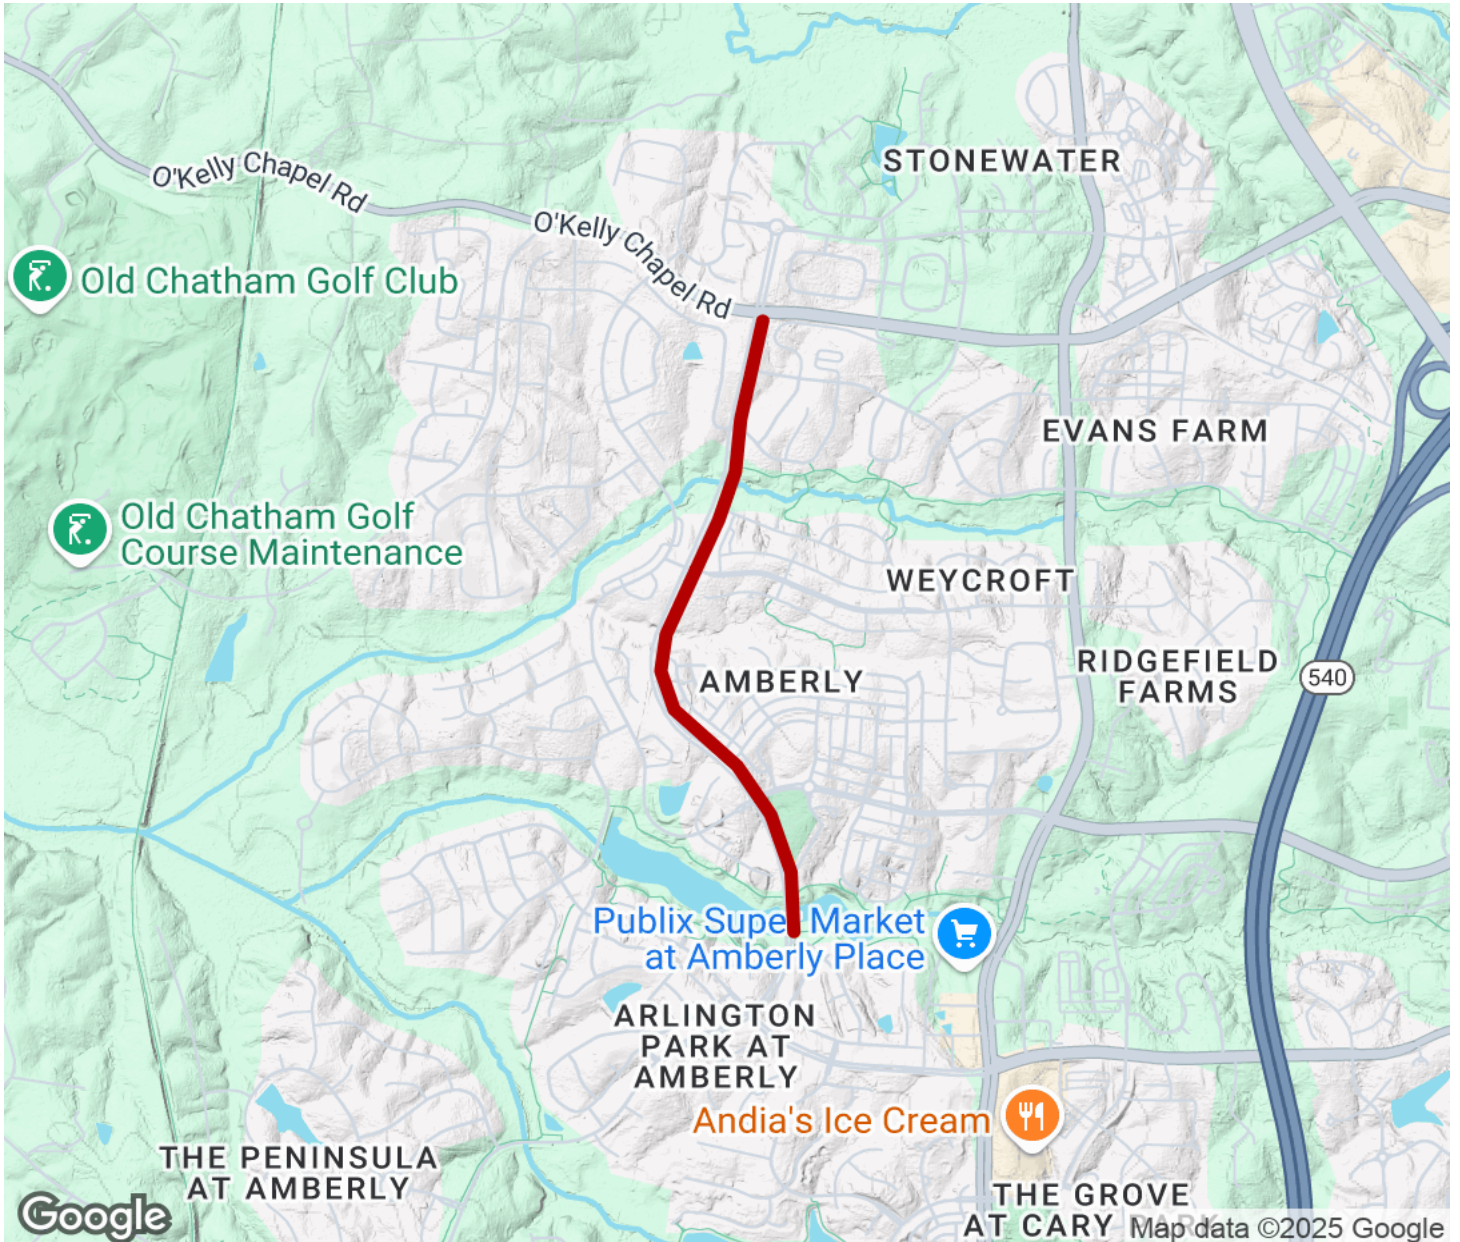 STONEWATER
O'Kelly Chapel Rd
O'Kelly Chapel Rd
Old Chatham Golf Club
EVANS FARM
Old Chatham Golf
Course Maintenance
WEYCROFT
RIDGEFIELD
FARMS
540
AMBERLY
Publix Super Market
at Amberly Place
ARLINGTON
PARK AT
AMBERLY
Andia's Ice Cream
THE PENINSULA
AT AMBERLY
THE GROVE
AT CARY PARK
Google
Map data ©2025 Google